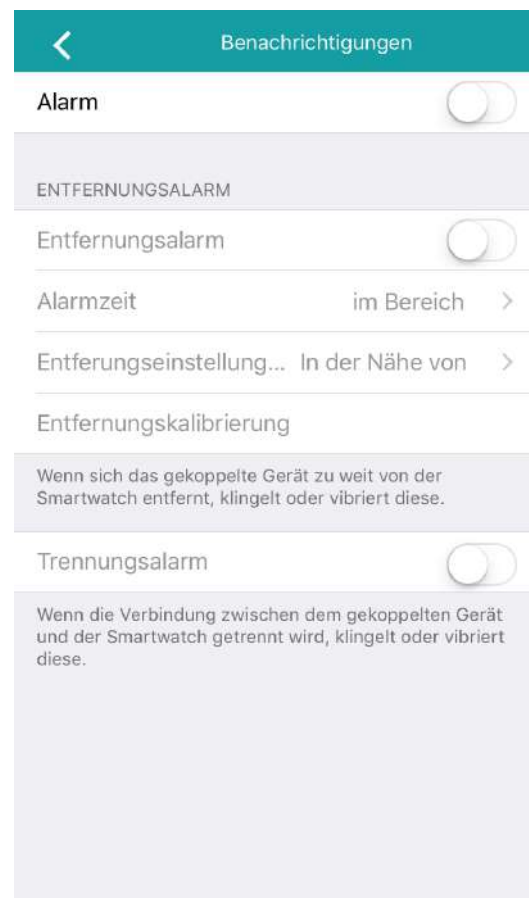 Benachrichtigungen
Alarm
ENTFERNUNGSALARM
Entfernungsalarm
Alarmzeit im Bereich
Entferungseinstellung... In der Nähe von
Entfernungskalibrierung
Wenn sich das gekoppelte Gerät zu weit von der
Smartwatch entfernt, klingelt oder vibriert diese.
Trennungsalarm
Wenn die Verbindung zwischen dem gekoppelten Gerät
und der Smartwatch getrennt wird, klingelt oder vibriert
diese.